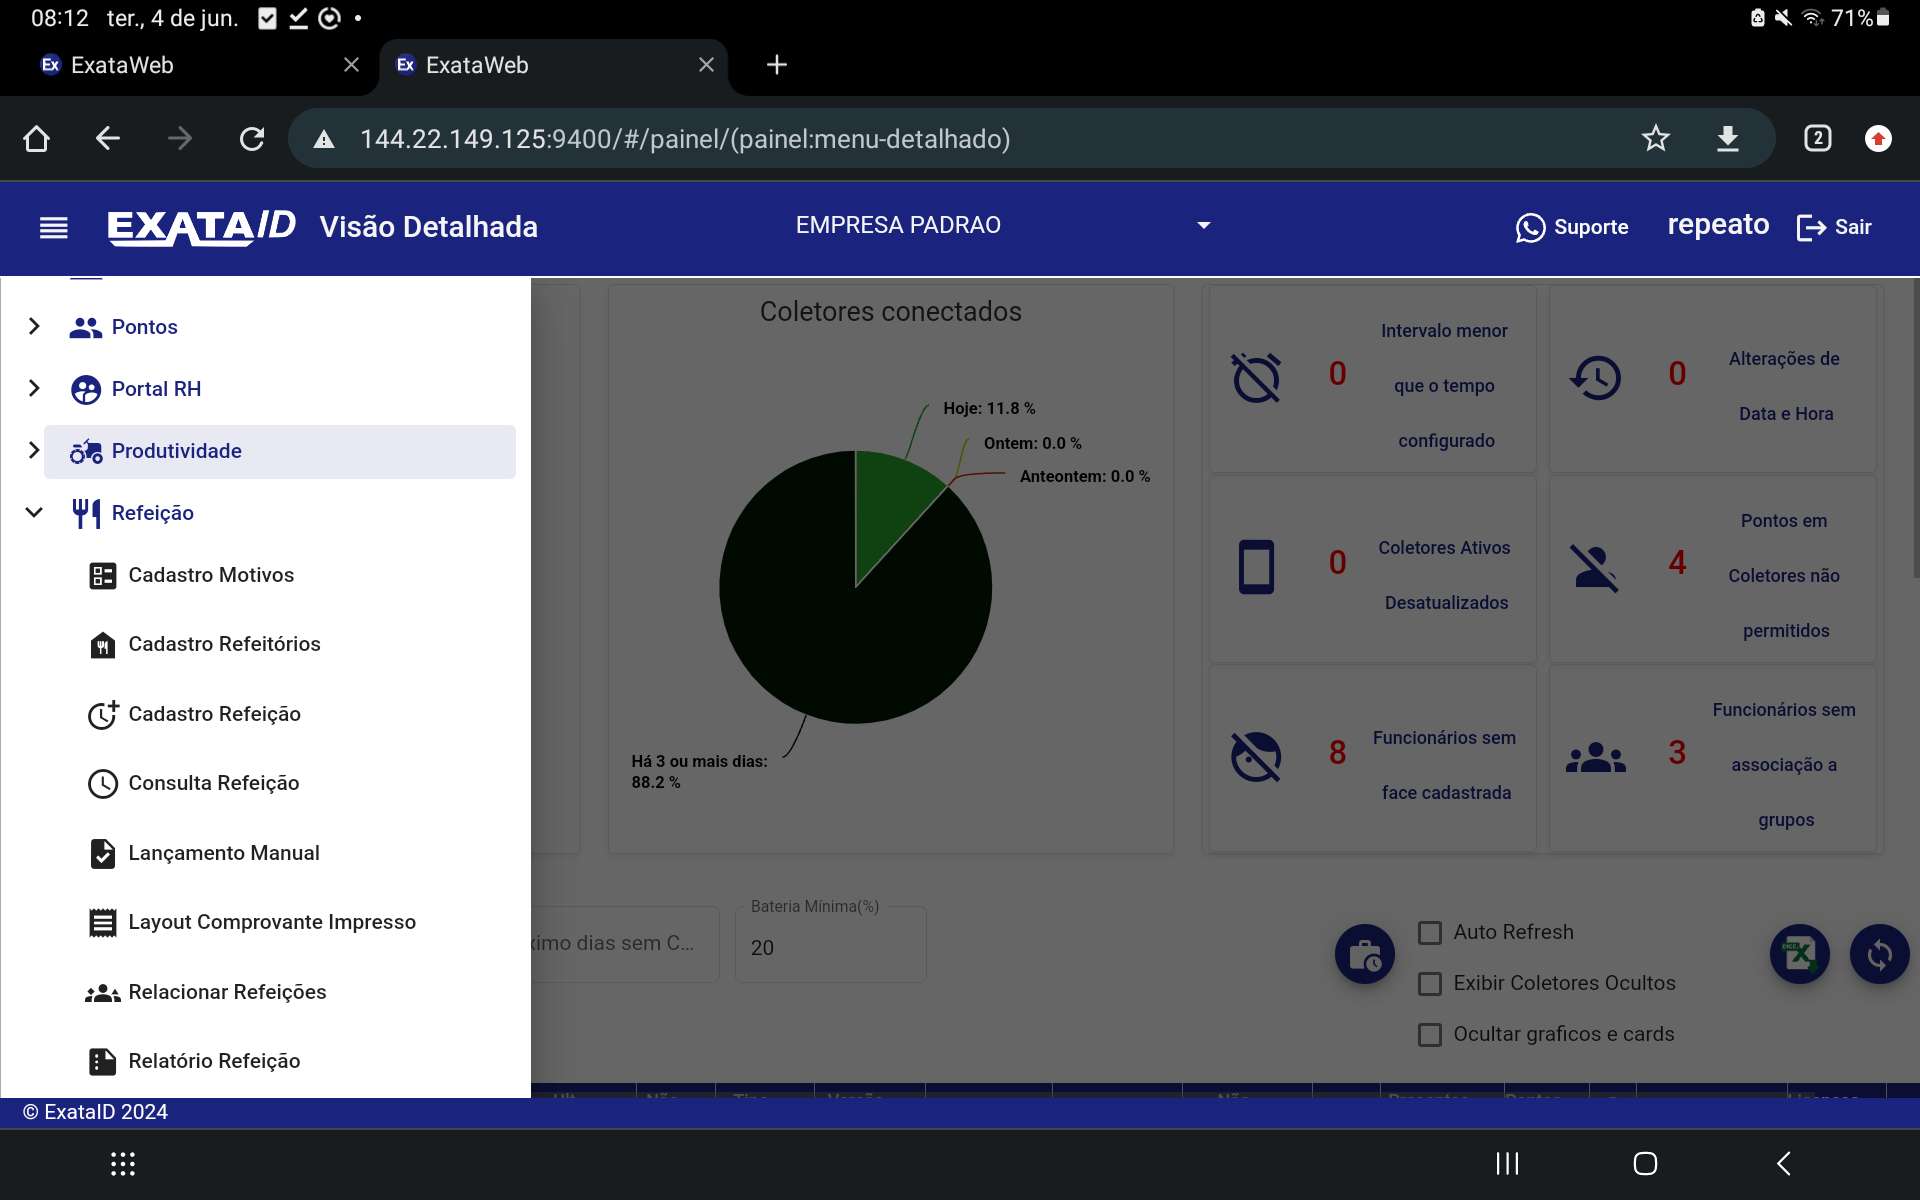 08:12 ter., 4 de jun.
71%
Ex ExataWeb
Ex ExataWeb
144.22.149.125:9400/#/painel/(painel:menu-detalhado)
2
EXATAID Visão Detalhada
EMPRESA PADRAO
Suporte
repeato
Sair
Pontos
Portal RH
Produtividade
Refeição
Cadastro Motivos
Cadastro Refeitórios
Cadastro Refeição
Consulta Refeição
Lançamento Manual
Layout Comprovante Impresso
Relacionar Refeições
Relatório Refeição
Coletores conectados
Hoje: 11.8 %
Ontem: 0.0 %
Anteontem: 0.0 %
Há 3 ou mais dias:
88.2 %
0
Intervalo menor
que o tempo
configurado
0
Alterações de
Data e Hora
0
Coletores Ativos
Desatualizados
4
Pontos em
Coletores não
permitidos
8
Funcionários sem
face cadastrada
3
Funcionários sem
associação a
grupos
dias sem C...
Bateria Mínima(%)
20
Auto Refresh
Exibir Coletores Ocultos
Ocultar graficos e cards
© ExataID 2024